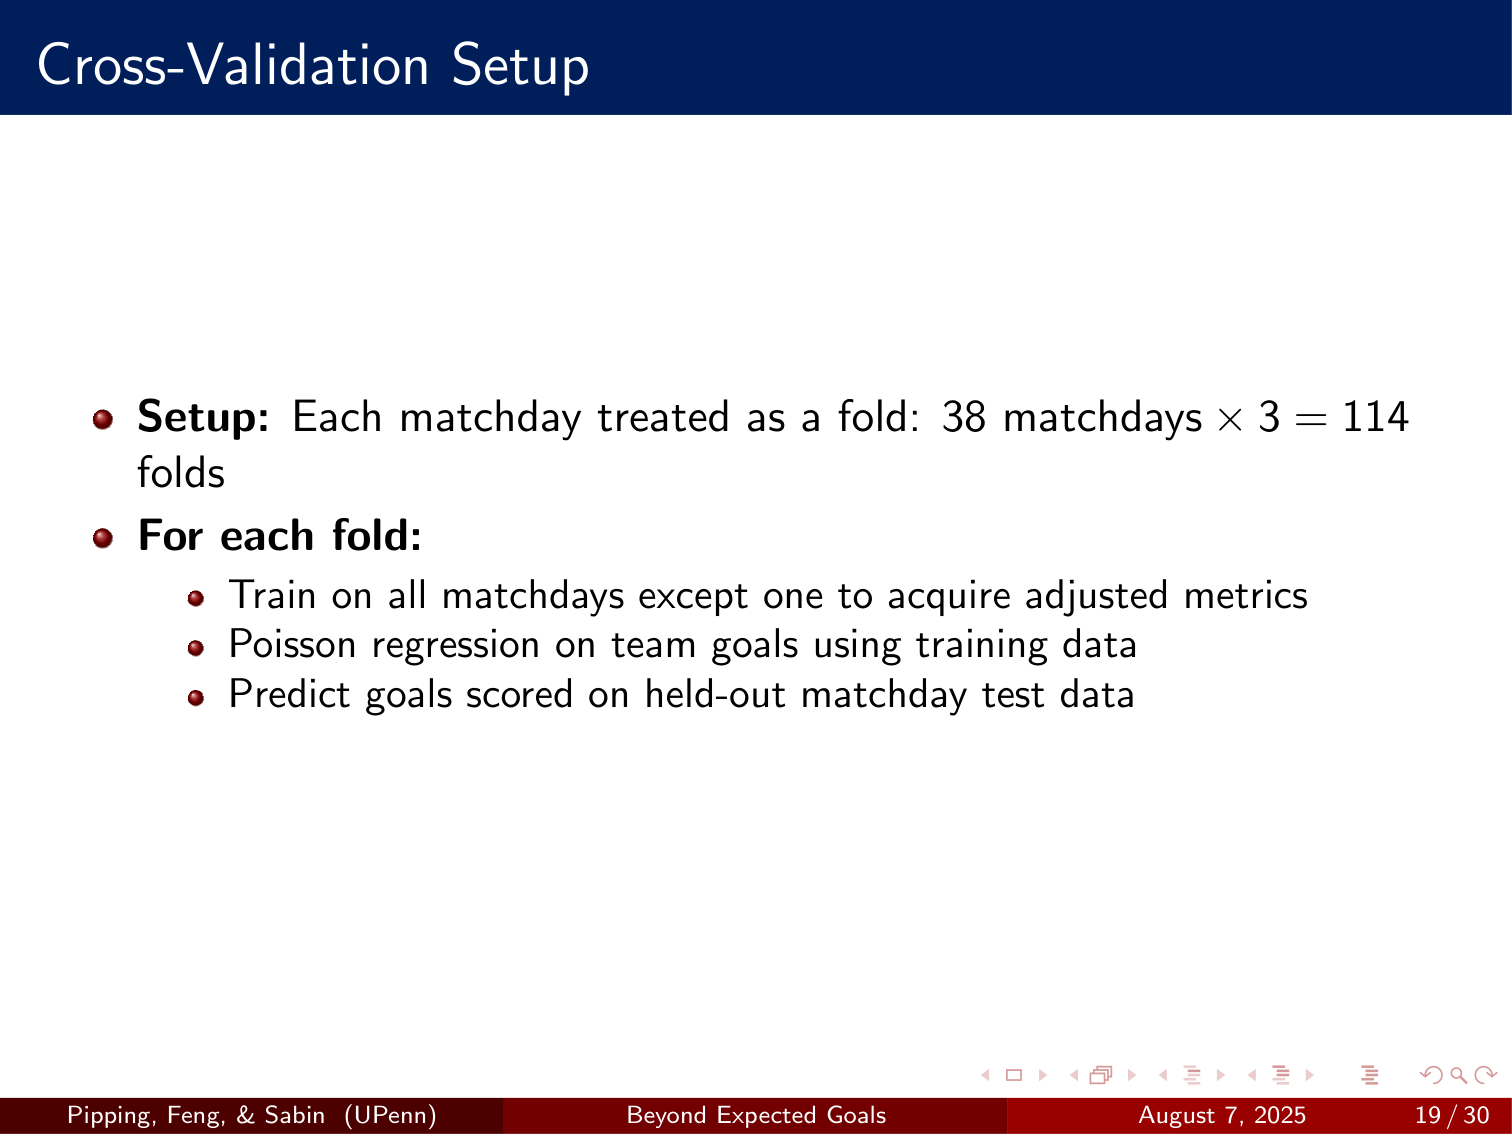 Cross-Validation Setup
Setup: Each matchday treated as a fold: 38 matchdays × 3 = 114
folds
For each fold:
Train on all matchdays except one to acquire adjusted metrics
Poisson regression on team goals using training data
Predict goals scored on held-out matchday test data
Pipping, Feng, & Sabin (UPenn) Beyond Expected Goals August 7, 2025 19 / 30